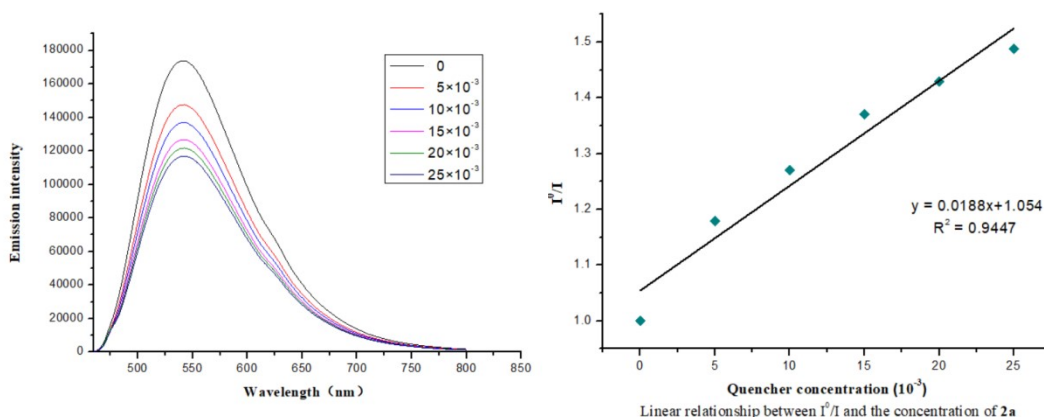 Emission intensity
180000
160000
140000
120000
100000
80000
60000
40000
20000
0
500 550 600 650 700 750 800 850
Wavelength（nm）
0
5×10⁻³
10×10⁻³
15×10⁻³
20×10⁻³
25×10⁻³
I⁰/I
1.5
1.4
1.3
1.2
1.1
1.0
y = 0.0188x+1.054
R² = 0.9447
0 5 10 15 20 25
Quencher concentration (10⁻³)
Linear relationship between I⁰/I and the concentration of 2a